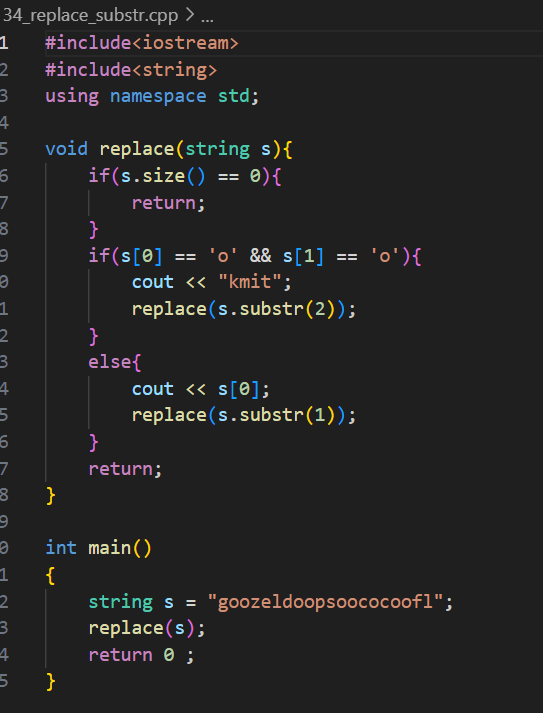 34_replace_substr.cpp > ...
1 #include<iostream>
2 #include<string>
3 using namespace std;
4
5 void replace(string s){
6     if(s.size() == 0){
7         return;
8     }
9     if(s[0] == 'o' && s[1] == 'o'){
0         cout << "kmit";
1         replace(s.substr(2));
2     }
3     else{
4         cout << s[0];
5         replace(s.substr(1));
6     }
7     return;
8 }
9
0 int main()
1 {
2     string s = "goozeldoopsoococoofl";
3     replace(s);
4     return 0 ;
5 }